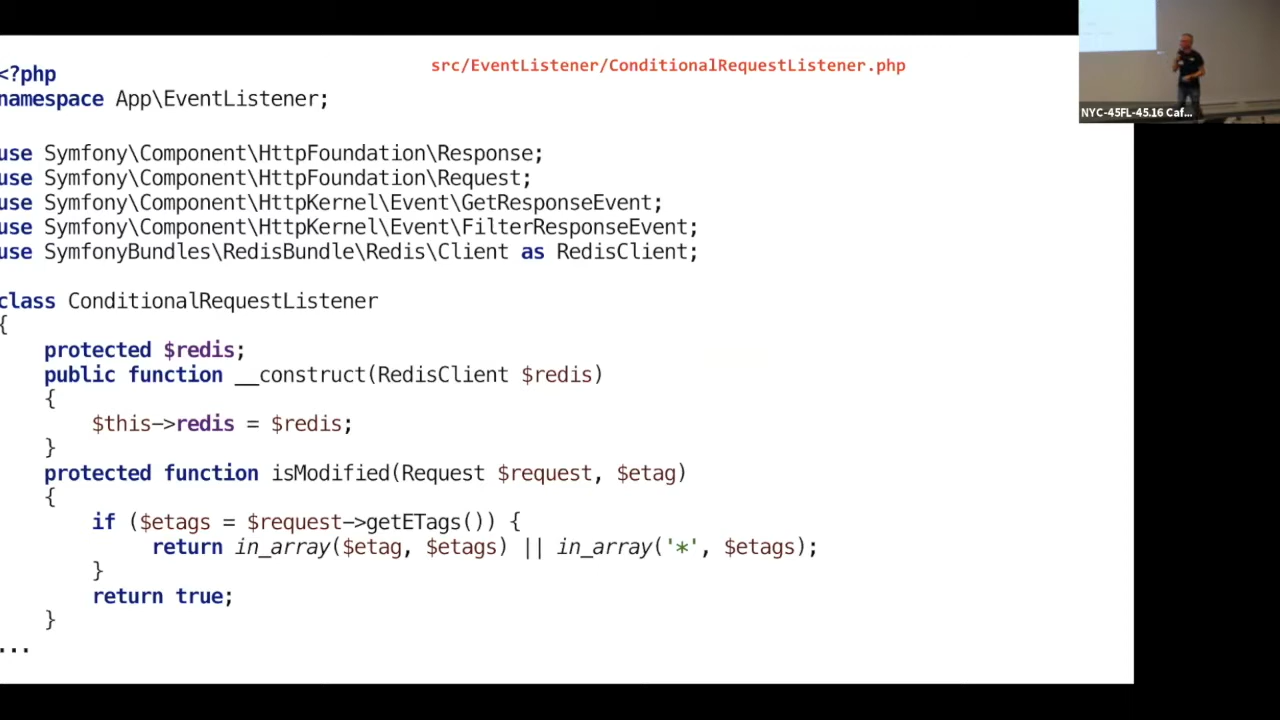 src/EventListener/ConditionalRequestListener.php
<?php
namespace App\EventListener;
use Symfony\Component\HttpFoundation\Response;
use Symfony\Component\HttpFoundation\Request;
use Symfony\Component\HttpKernel\Event\GetResponseEvent;
use Symfony\Component\HttpKernel\Event\FilterResponseEvent;
use SymfonyBundles\RedisBundle\Redis\Client as RedisClient;
class ConditionalRequestListener
{
    protected $redis;
    public function __construct(RedisClient $redis)
    {
        $this->redis = $redis;
    }
    protected function isModified(Request $request, $etag)
    {
        if ($etags = $request->getETags()) {
             return in_array($etag, $etags) || in_array('*', $etags);
        }
        return true;
    }
...
NYC-45FL-45.16 Caf...